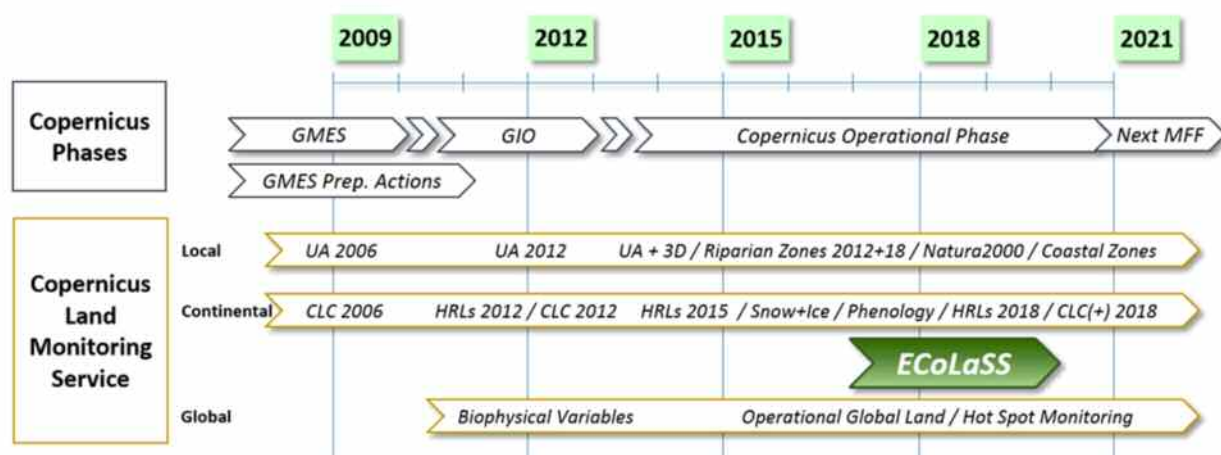 2009 2012 2015 2018 2021
Copernicus
Phases
GMES GIO Copernicus Operational Phase Next MFF
GMES Prep. Actions
Copernicus
Land
Monitoring
Service
Local UA 2006 UA 2012 UA + 3D / Riparian Zones 2012+18 / Natura2000 / Coastal Zones
Continental CLC 2006 HRLs 2012 / CLC 2012 HRLs 2015 / Snow+Ice / Phenology / HRLs 2018 / CLC(+) 2018
ECoLaSS
Global Biophysical Variables Operational Global Land / Hot Spot Monitoring